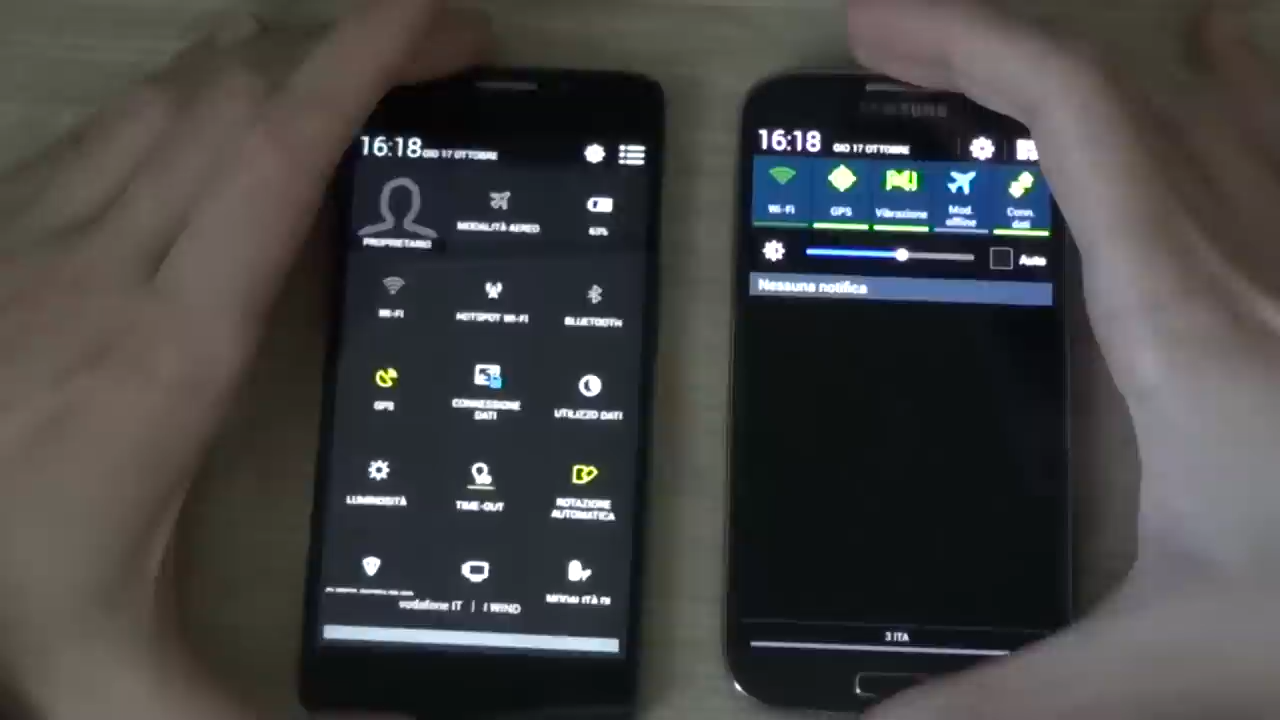 16:18 GIO 17 OTTOBRE
PROPRIETARIO
MODALITÀ AEREO
63%
WI-FI
HOTSPOT WI-FI
BLUETOOTH
GPS
CONNESSIONE
DATI
UTILIZZO DATI
LUMINOSITÀ
TIME-OUT
ROTAZIONE
AUTOMATICA
vodafone IT | I WIND
SAMSUNG
16:18 GIO 17 OTTOBRE
Wi-Fi
GPS
Vibrazione
Mod.
offline
Conn.
dati
Auto
Nessuna notifica
3 ITA